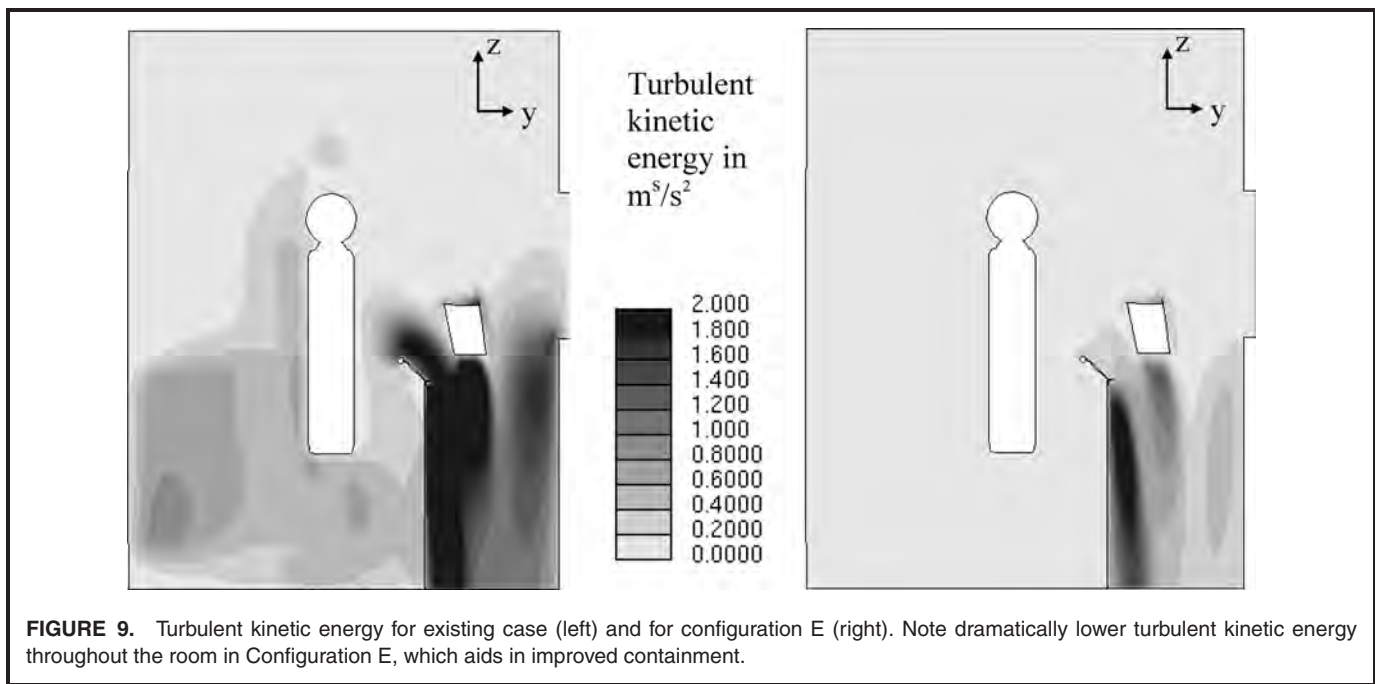 z
y
Turbulent
kinetic
energy in
mˢ/s²
2.000
1.800
1.600
1.400
1.200
1.000
0.8000
0.6000
0.4000
0.2000
0.0000
z
y
FIGURE 9. Turbulent kinetic energy for existing case (left) and for configuration E (right). Note dramatically lower turbulent kinetic energy
throughout the room in Configuration E, which aids in improved containment.